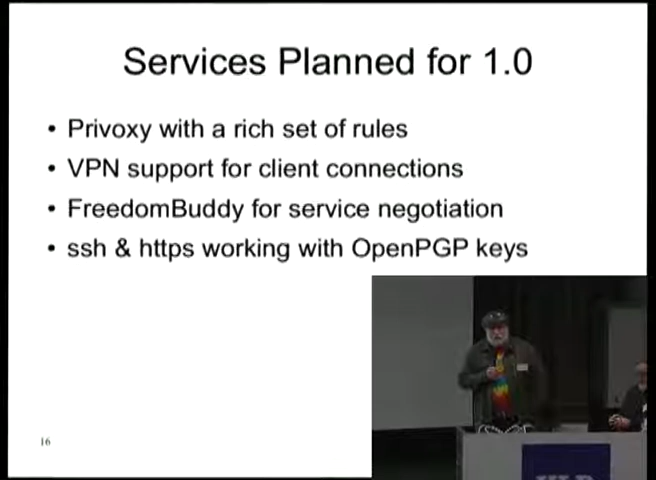 Services Planned for 1.0
• Privoxy with a rich set of rules
• VPN support for client connections
• FreedomBuddy for service negotiation
• ssh & https working with OpenPGP keys
16